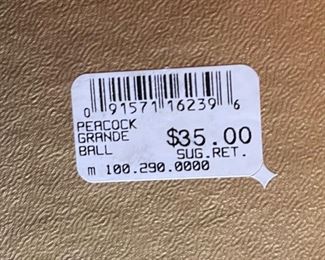 0 91571 16239 6
PEACOCK
GRANDE
BALL
$35.00
SUG.RET.
m 100.290.0000